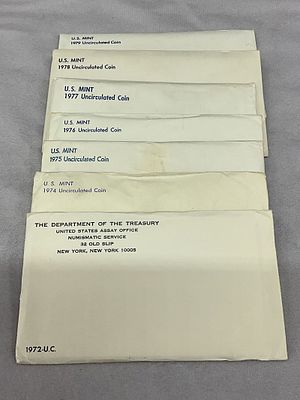 U.S. MINT
1979 Uncirculated Coin
U.S. MINT
1978 Uncirculated Coin
U.S. MINT
1977 Uncirculated Coin
U.S. MINT
1976 Uncirculated Coin
U.S. MINT
1975 Uncirculated Coin
U.S. MINT
1974 Uncirculated Coin
THE DEPARTMENT OF THE TREASURY
UNITED STATES ASSAY OFFICE
NUMISMATIC SERVICE
32 OLD SLIP
NEW YORK, NEW YORK 10005
1972-U.C.